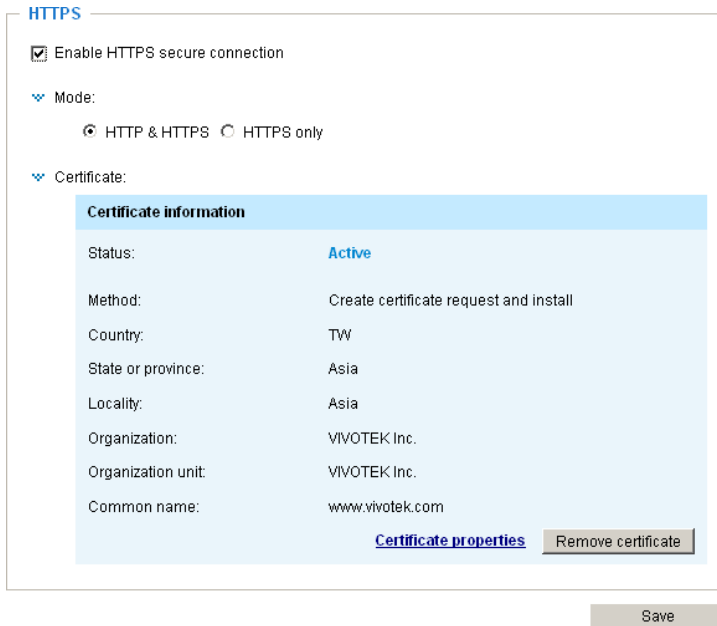 HTTPS
Enable HTTPS secure connection
Mode:
HTTP & HTTPS HTTPS only
Certificate:
Certificate information
Status: Active
Method: Create certificate request and install
Country: TW
State or province: Asia
Locality: Asia
Organization: VIVOTEK Inc.
Organization unit: VIVOTEK Inc.
Common name: www.vivotek.com
Certificate properties Remove certificate
Save